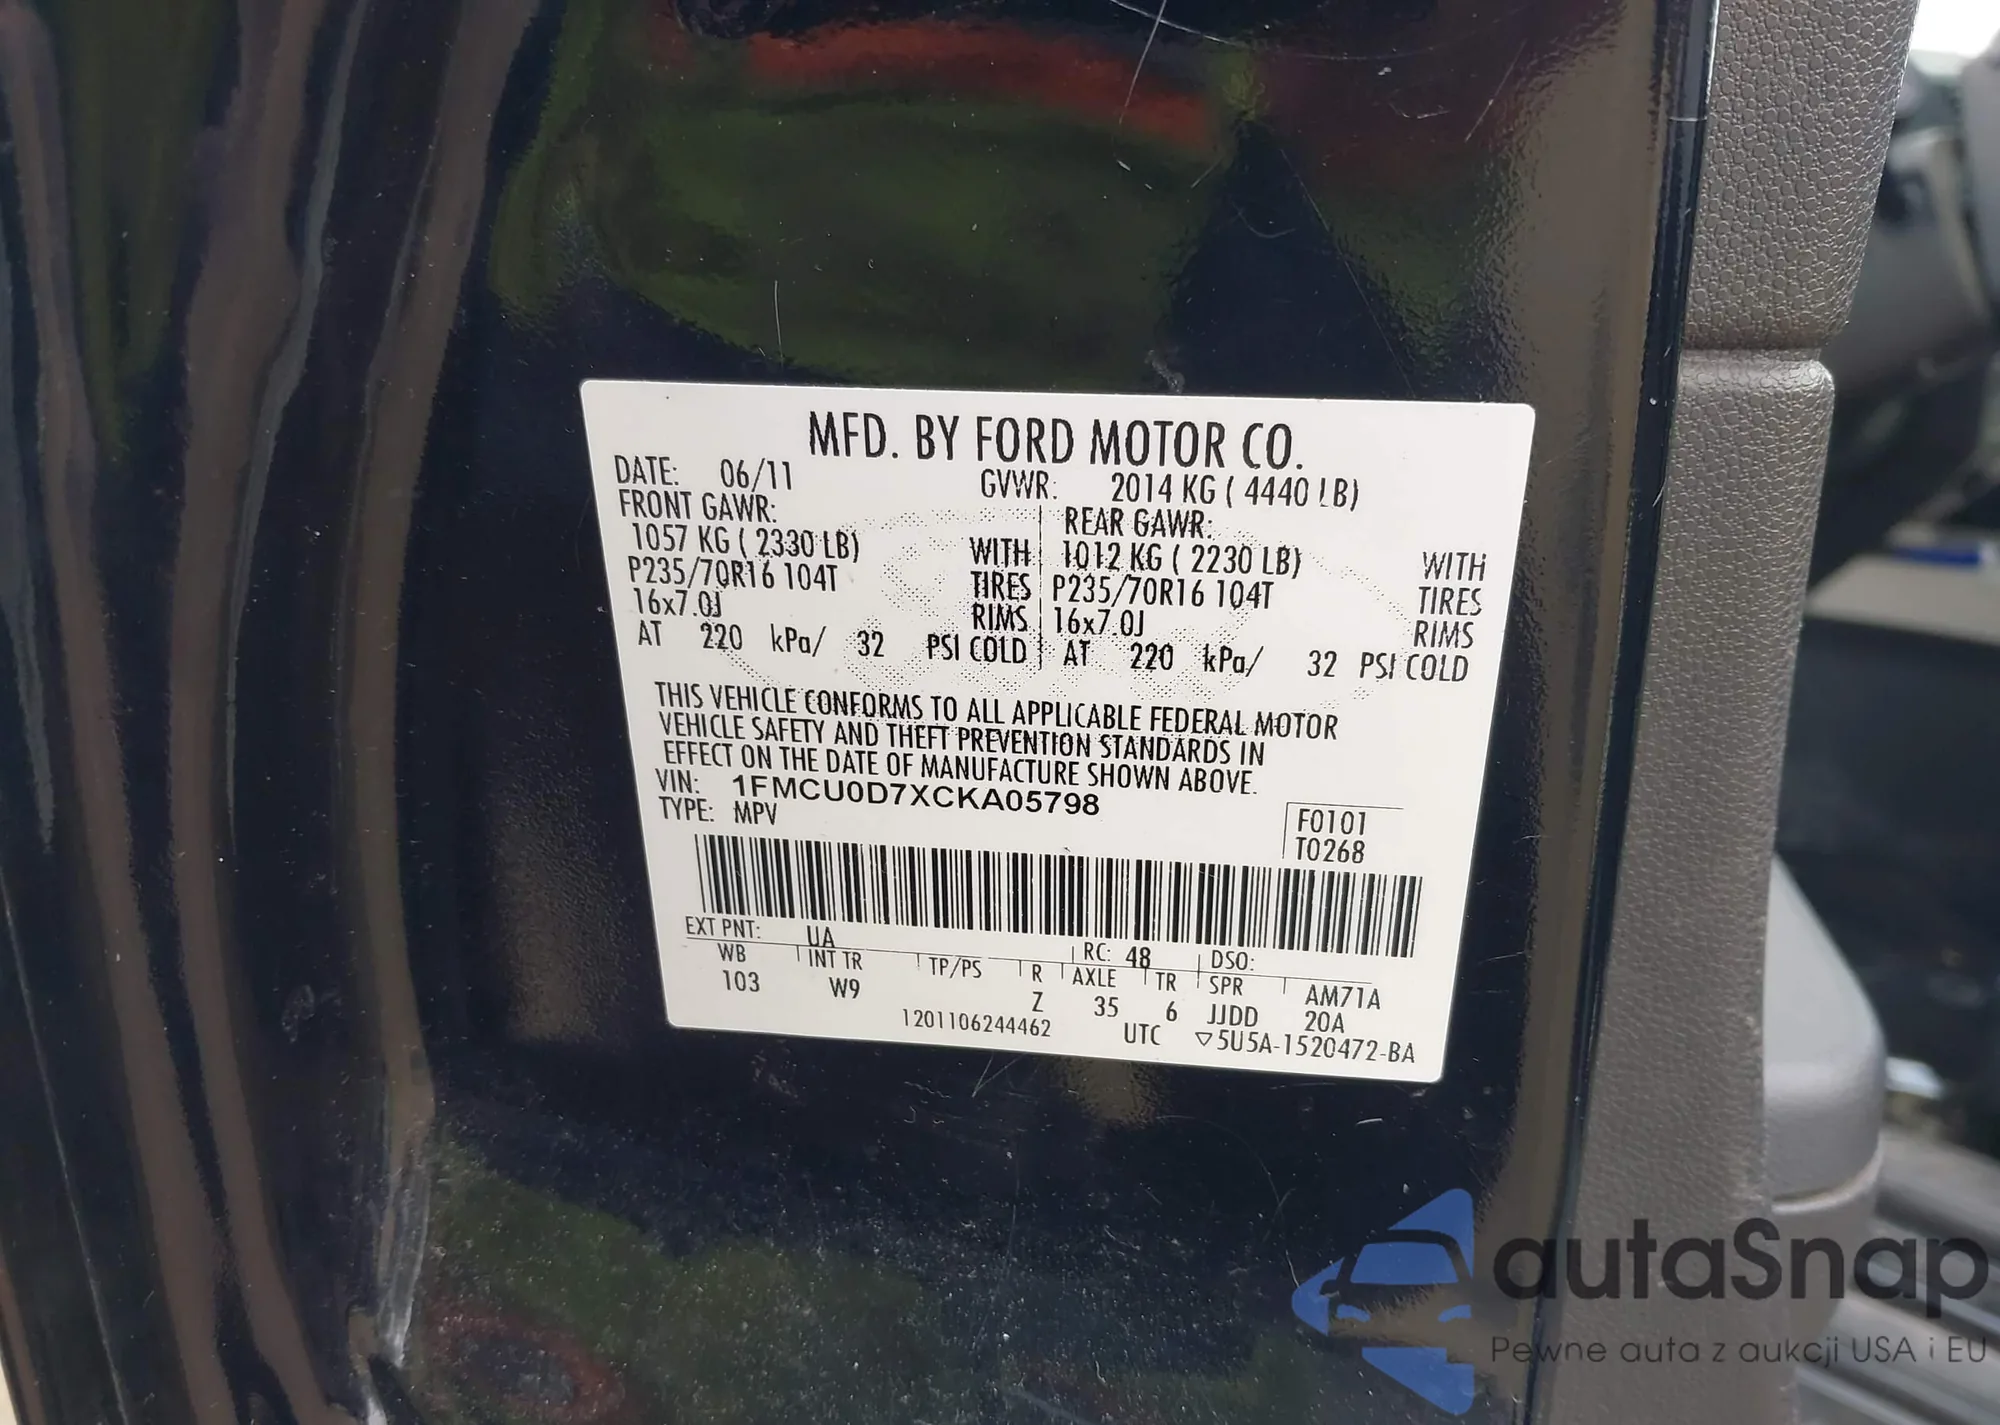 MFD. BY FORD MOTOR CO.
DATE: 06/11 GVWR: 2014 KG ( 4440 LB)
FRONT GAWR: REAR GAWR:
1057 KG ( 2330 LB) WITH 1012 KG ( 2230 LB) WITH
P235/70R16 104T TIRES P235/70R16 104T TIRES
16x7.0J RIMS 16x7.0J RIMS
AT 220 kPa/ 32 PSI COLD AT 220 kPa/ 32 PSI COLD
THIS VEHICLE CONFORMS TO ALL APPLICABLE FEDERAL MOTOR
VEHICLE SAFETY AND THEFT PREVENTION STANDARDS IN
EFFECT ON THE DATE OF MANUFACTURE SHOWN ABOVE.
VIN: 1FMCU0D7XCKA05798
TYPE: MPV
F0101
T0268
EXT PNT: UA RC: 48 DSO:
WB INT TR TP/PS R AXLE TR SPR AM71A
103 W9 Z 35 6 JJDD 20A
1201106244462 UTC ▽5U5A-1520472-BA
autaSnap
Pewne auta z aukcji USA i EU